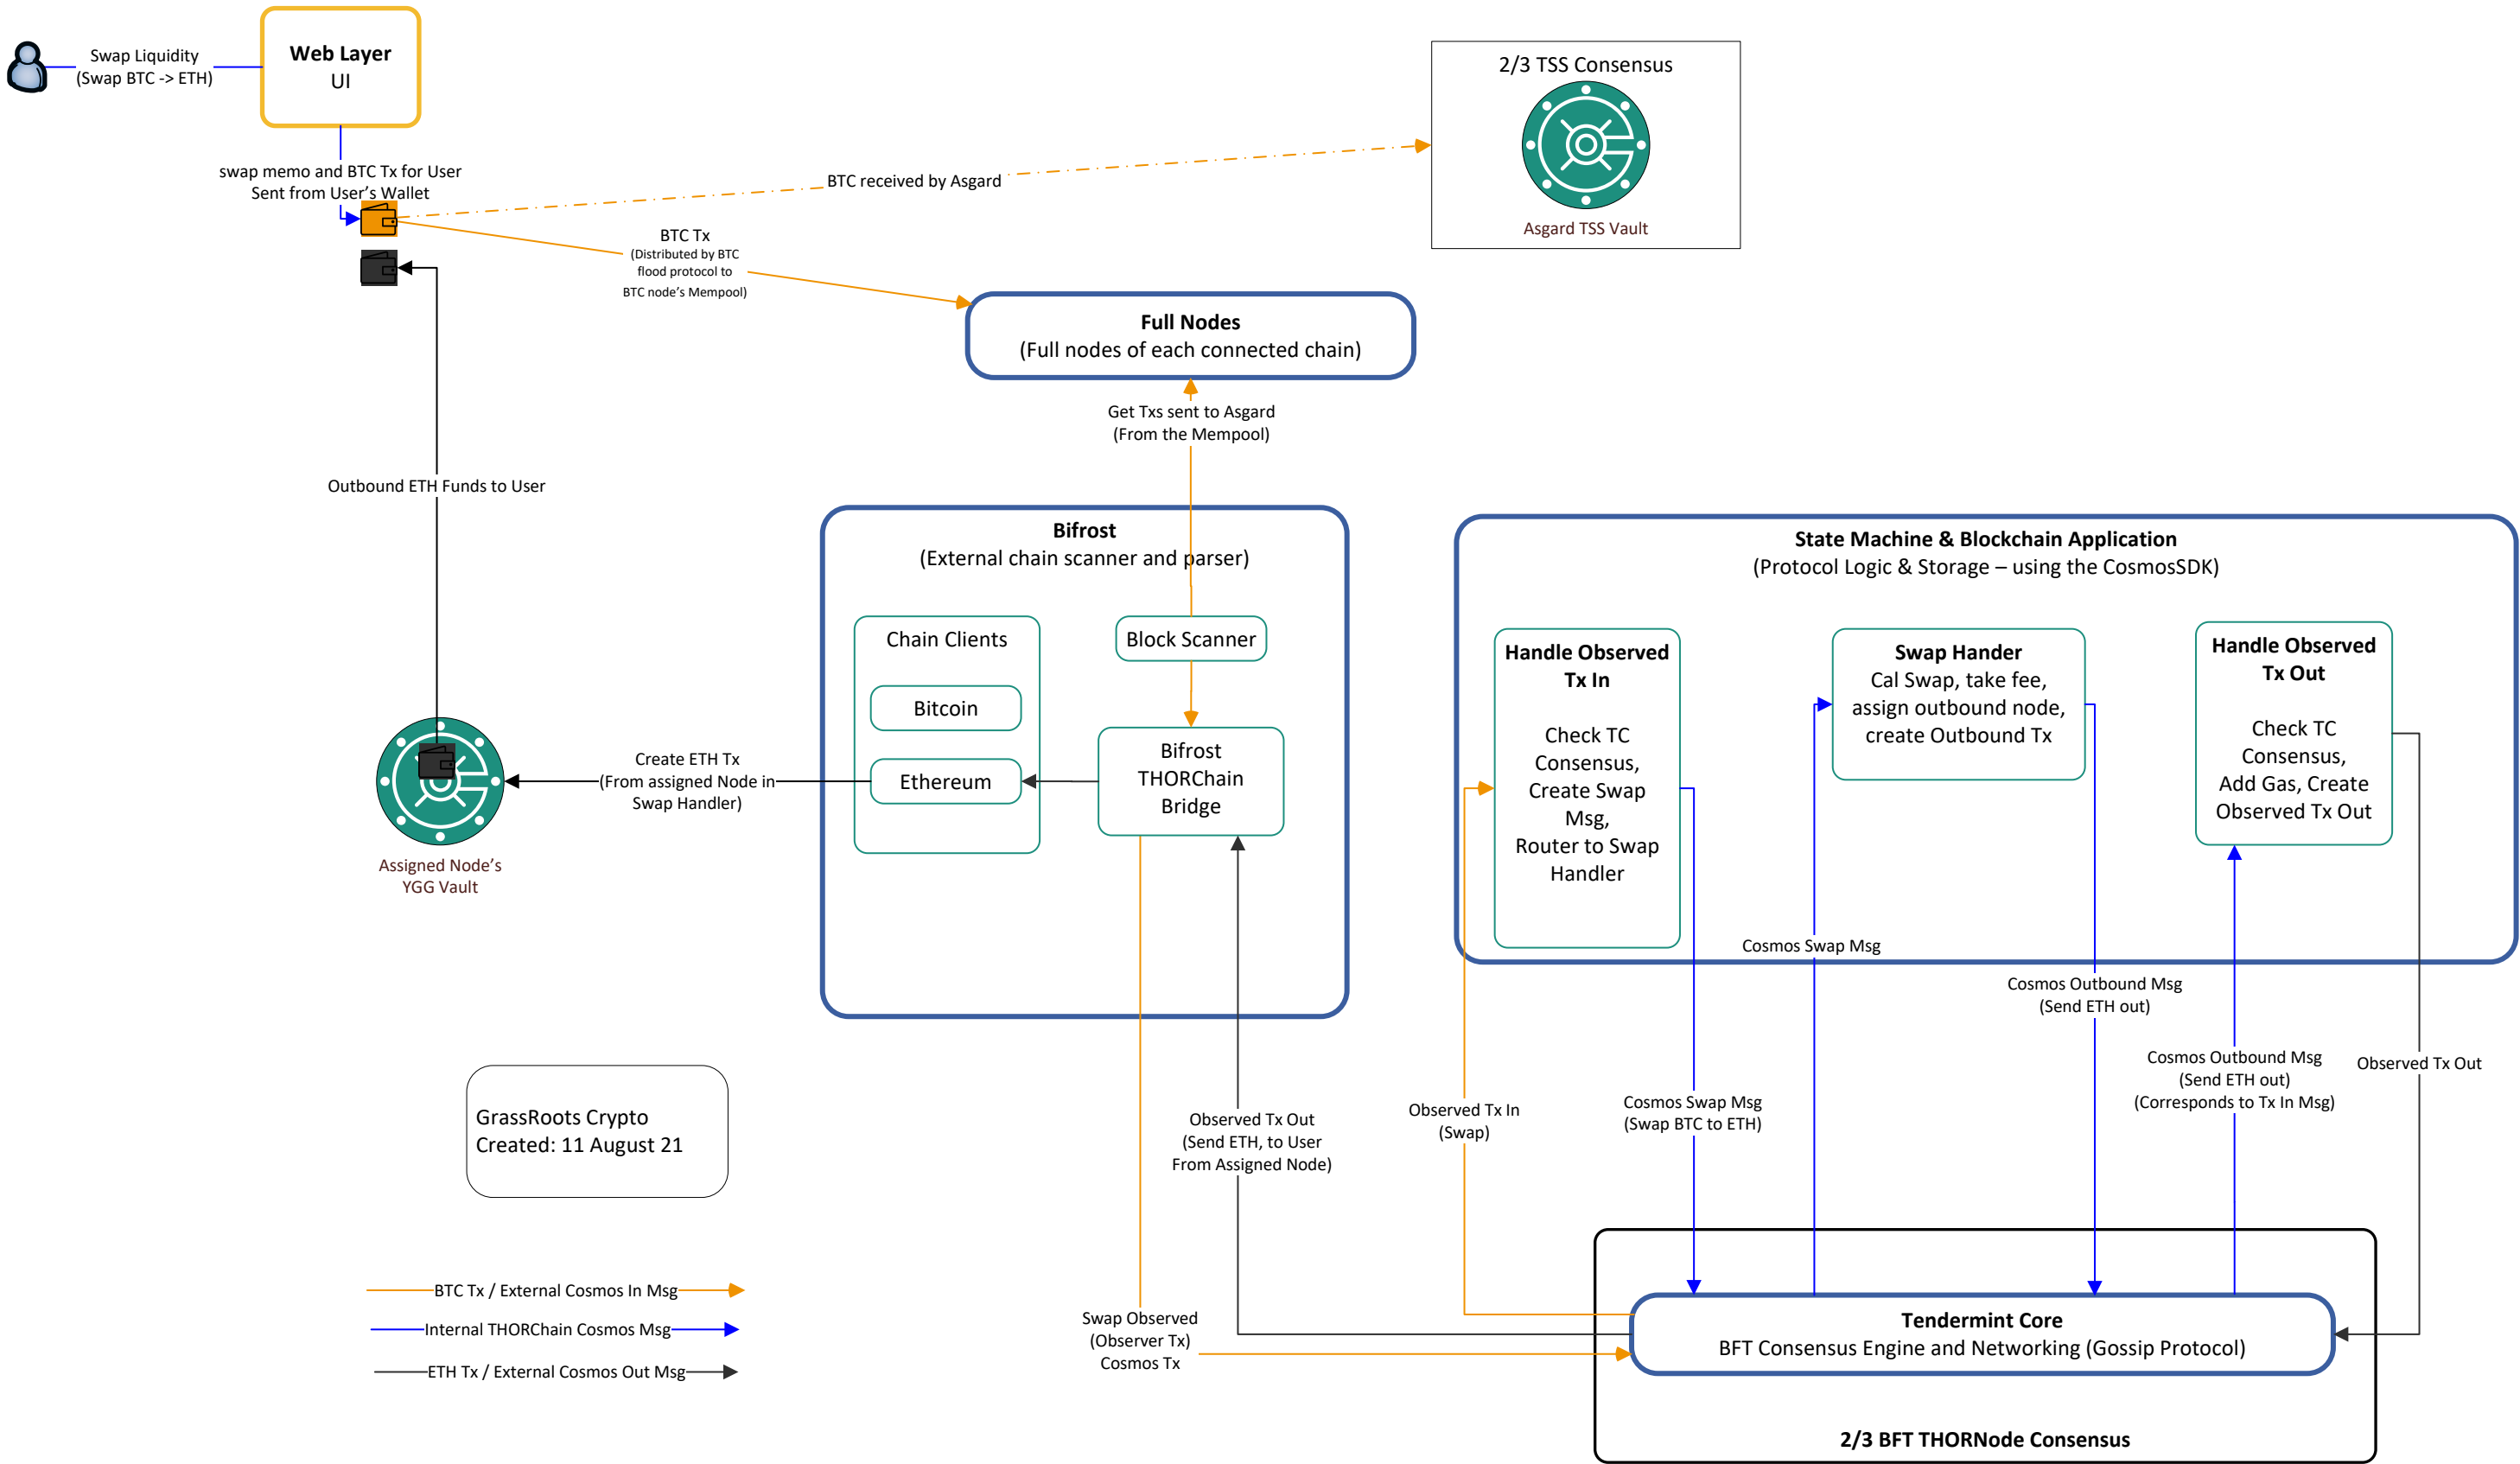 Swap Liquidity
(Swap BTC -> ETH)
Web Layer
UI
swap memo and BTC Tx for User
Sent from User's Wallet
BTC received by Asgard
2/3 TSS Consensus
Asgard TSS Vault
BTC Tx
(Distributed by BTC
flood protocol to
BTC node's Mempool)
Full Nodes
(Full nodes of each connected chain)
Get Txs sent to Asgard
(From the Mempool)
Outbound ETH Funds to User
Bifrost
(External chain scanner and parser)
Chain Clients
Bitcoin
Ethereum
Block Scanner
Bifrost
THORChain
Bridge
Create ETH Tx
(From assigned Node in
Swap Handler)
Assigned Node's
YGG Vault
State Machine & Blockchain Application
(Protocol Logic & Storage – using the CosmosSDK)
Handle Observed
Tx In
Check TC
Consensus,
Create Swap
Msg,
Router to Swap
Handler
Swap Hander
Cal Swap, take fee,
assign outbound node,
create Outbound Tx
Handle Observed
Tx Out
Check TC
Consensus,
Add Gas, Create
Observed Tx Out
Cosmos Swap Msg
Cosmos Outbound Msg
(Send ETH out)
Cosmos Outbound Msg
(Send ETH out)
(Corresponds to Tx In Msg)
Observed Tx Out
Observed Tx Out
(Send ETH, to User
From Assigned Node)
Observed Tx In
(Swap)
Cosmos Swap Msg
(Swap BTC to ETH)
GrassRoots Crypto
Created: 11 August 21
BTC Tx / External Cosmos In Msg
Internal THORChain Cosmos Msg
ETH Tx / External Cosmos Out Msg
Swap Observed
(Observer Tx)
Cosmos Tx
Tendermint Core
BFT Consensus Engine and Networking (Gossip Protocol)
2/3 BFT THORNode Consensus